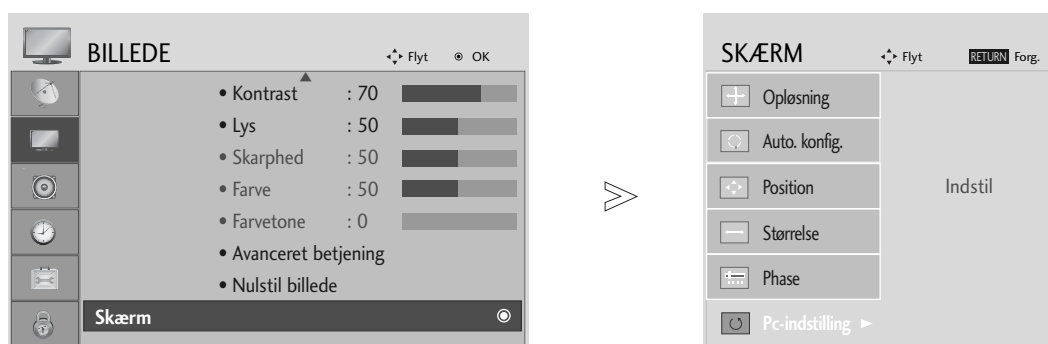 BILLEDE
Flyt OK
• Kontrast : 70
• Lys : 50
• Skarphed : 50
• Farve : 50
• Farvetone : 0
• Avanceret betjening
• Nulstil billede
Skærm
SKÆRM
Flyt RETURN Forg.
Opløsning
Auto. konfig.
Position
Størrelse
Phase
Pc-indstilling ►
Indstil